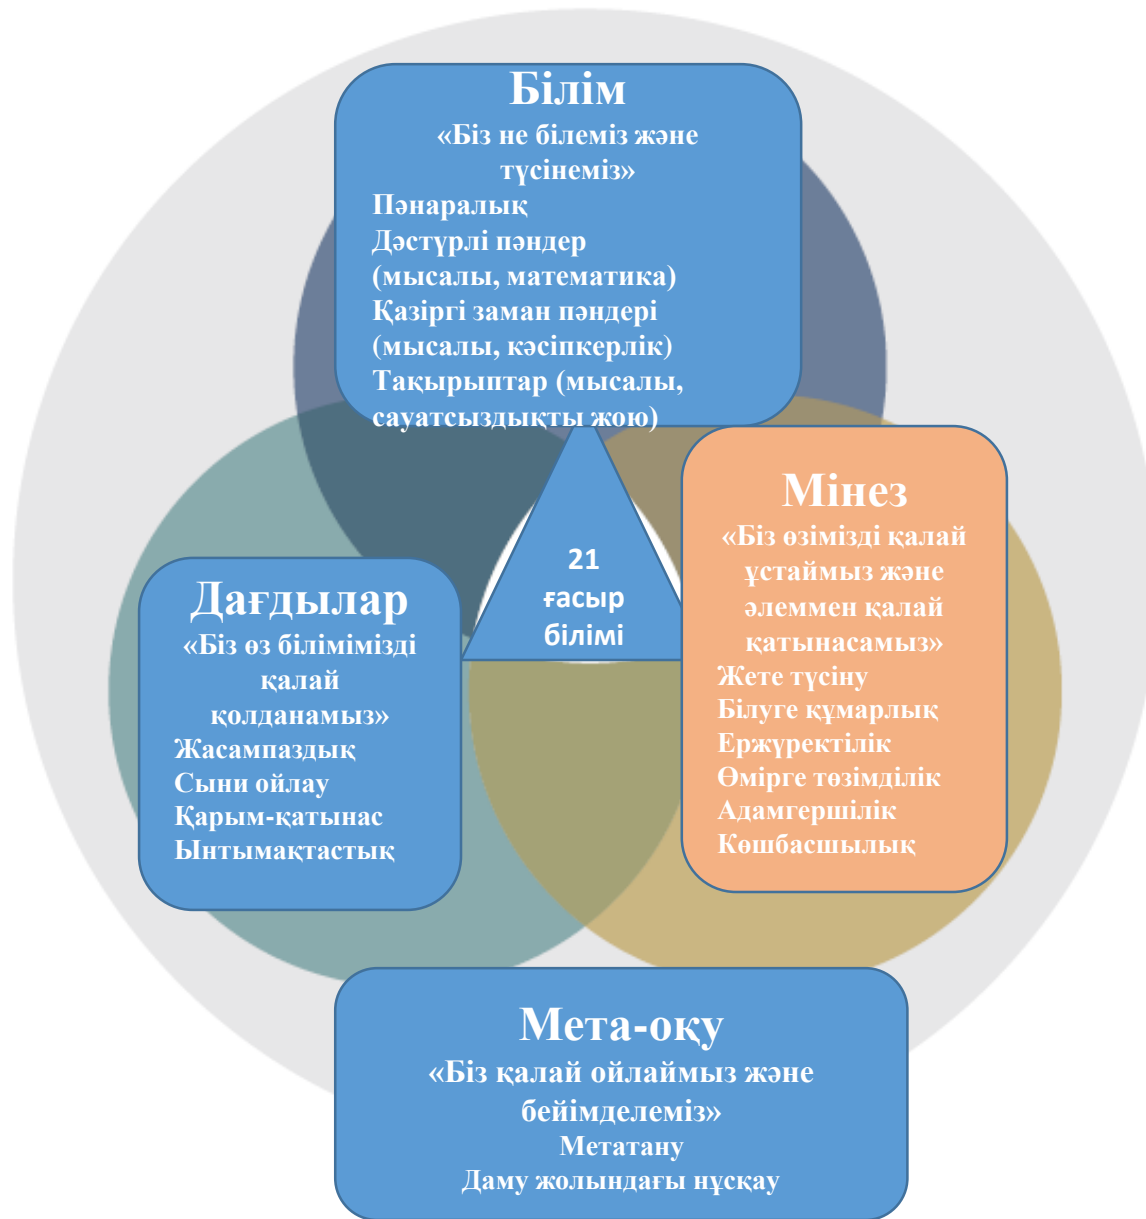 Білім
«Біз не білеміз және
түсінеміз»
Пәнаралық
Дәстүрлі пәндер
(мысалы, математика)
Қазіргі заман пәндері
(мысалы, кәсіпкерлік)
Тақырыптар (мысалы,
сауатсыздықты жою)
21
ғасыр
білімі
Дағдылар
«Біз өз білімімізді
қалай
қолданамыз»
Жасампаздық
Сыни ойлау
Қарым-қатынас
Ынтымақтастық
Мінез
«Біз өзімізді қалай
ұстаймыз және
әлеммен қалай
қатынасамыз»
Жете түсіну
Білуге құмарлық
Ержүректілік
Өмірге төзімділік
Адамгершілік
Көшбасшылық
Мета-оқу
«Біз қалай ойлаймыз және
бейімделеміз»
Метатану
Даму жолындағы нұсқау